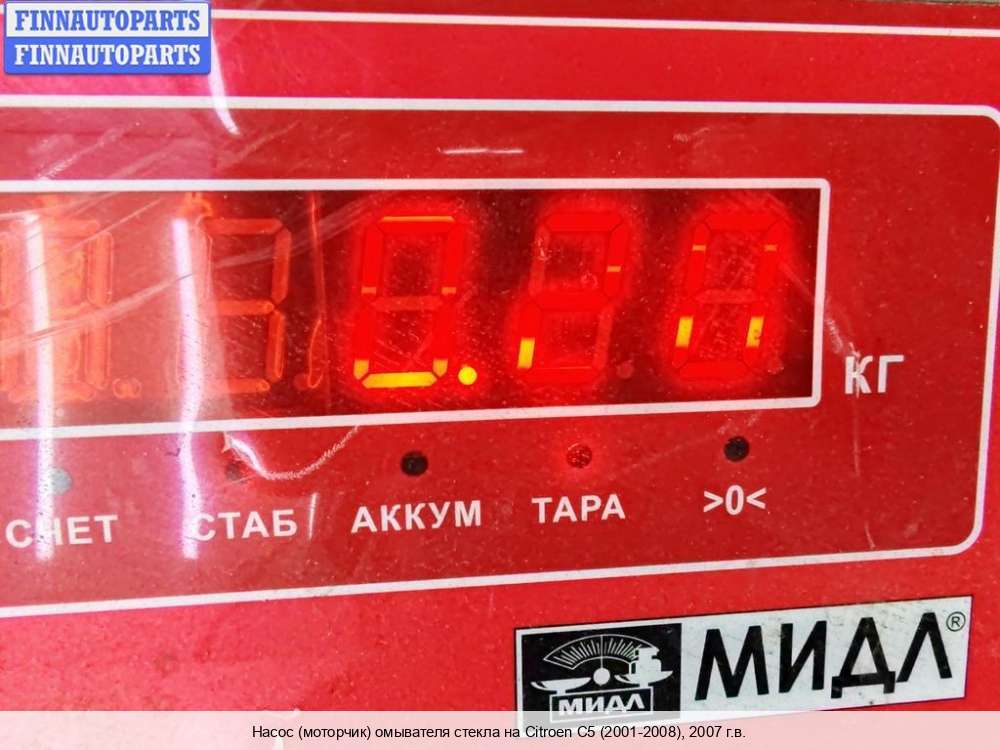 FINNAUTOPARTS
FINNAUTOPARTS
0.20
КГ
СЧЕТ СТАБ АККУМ ТАРА >0<
МИДЛ МИДЛ®
Насос (моторчик) омывателя стекла на Citroen C5 (2001-2008), 2007 г.в.